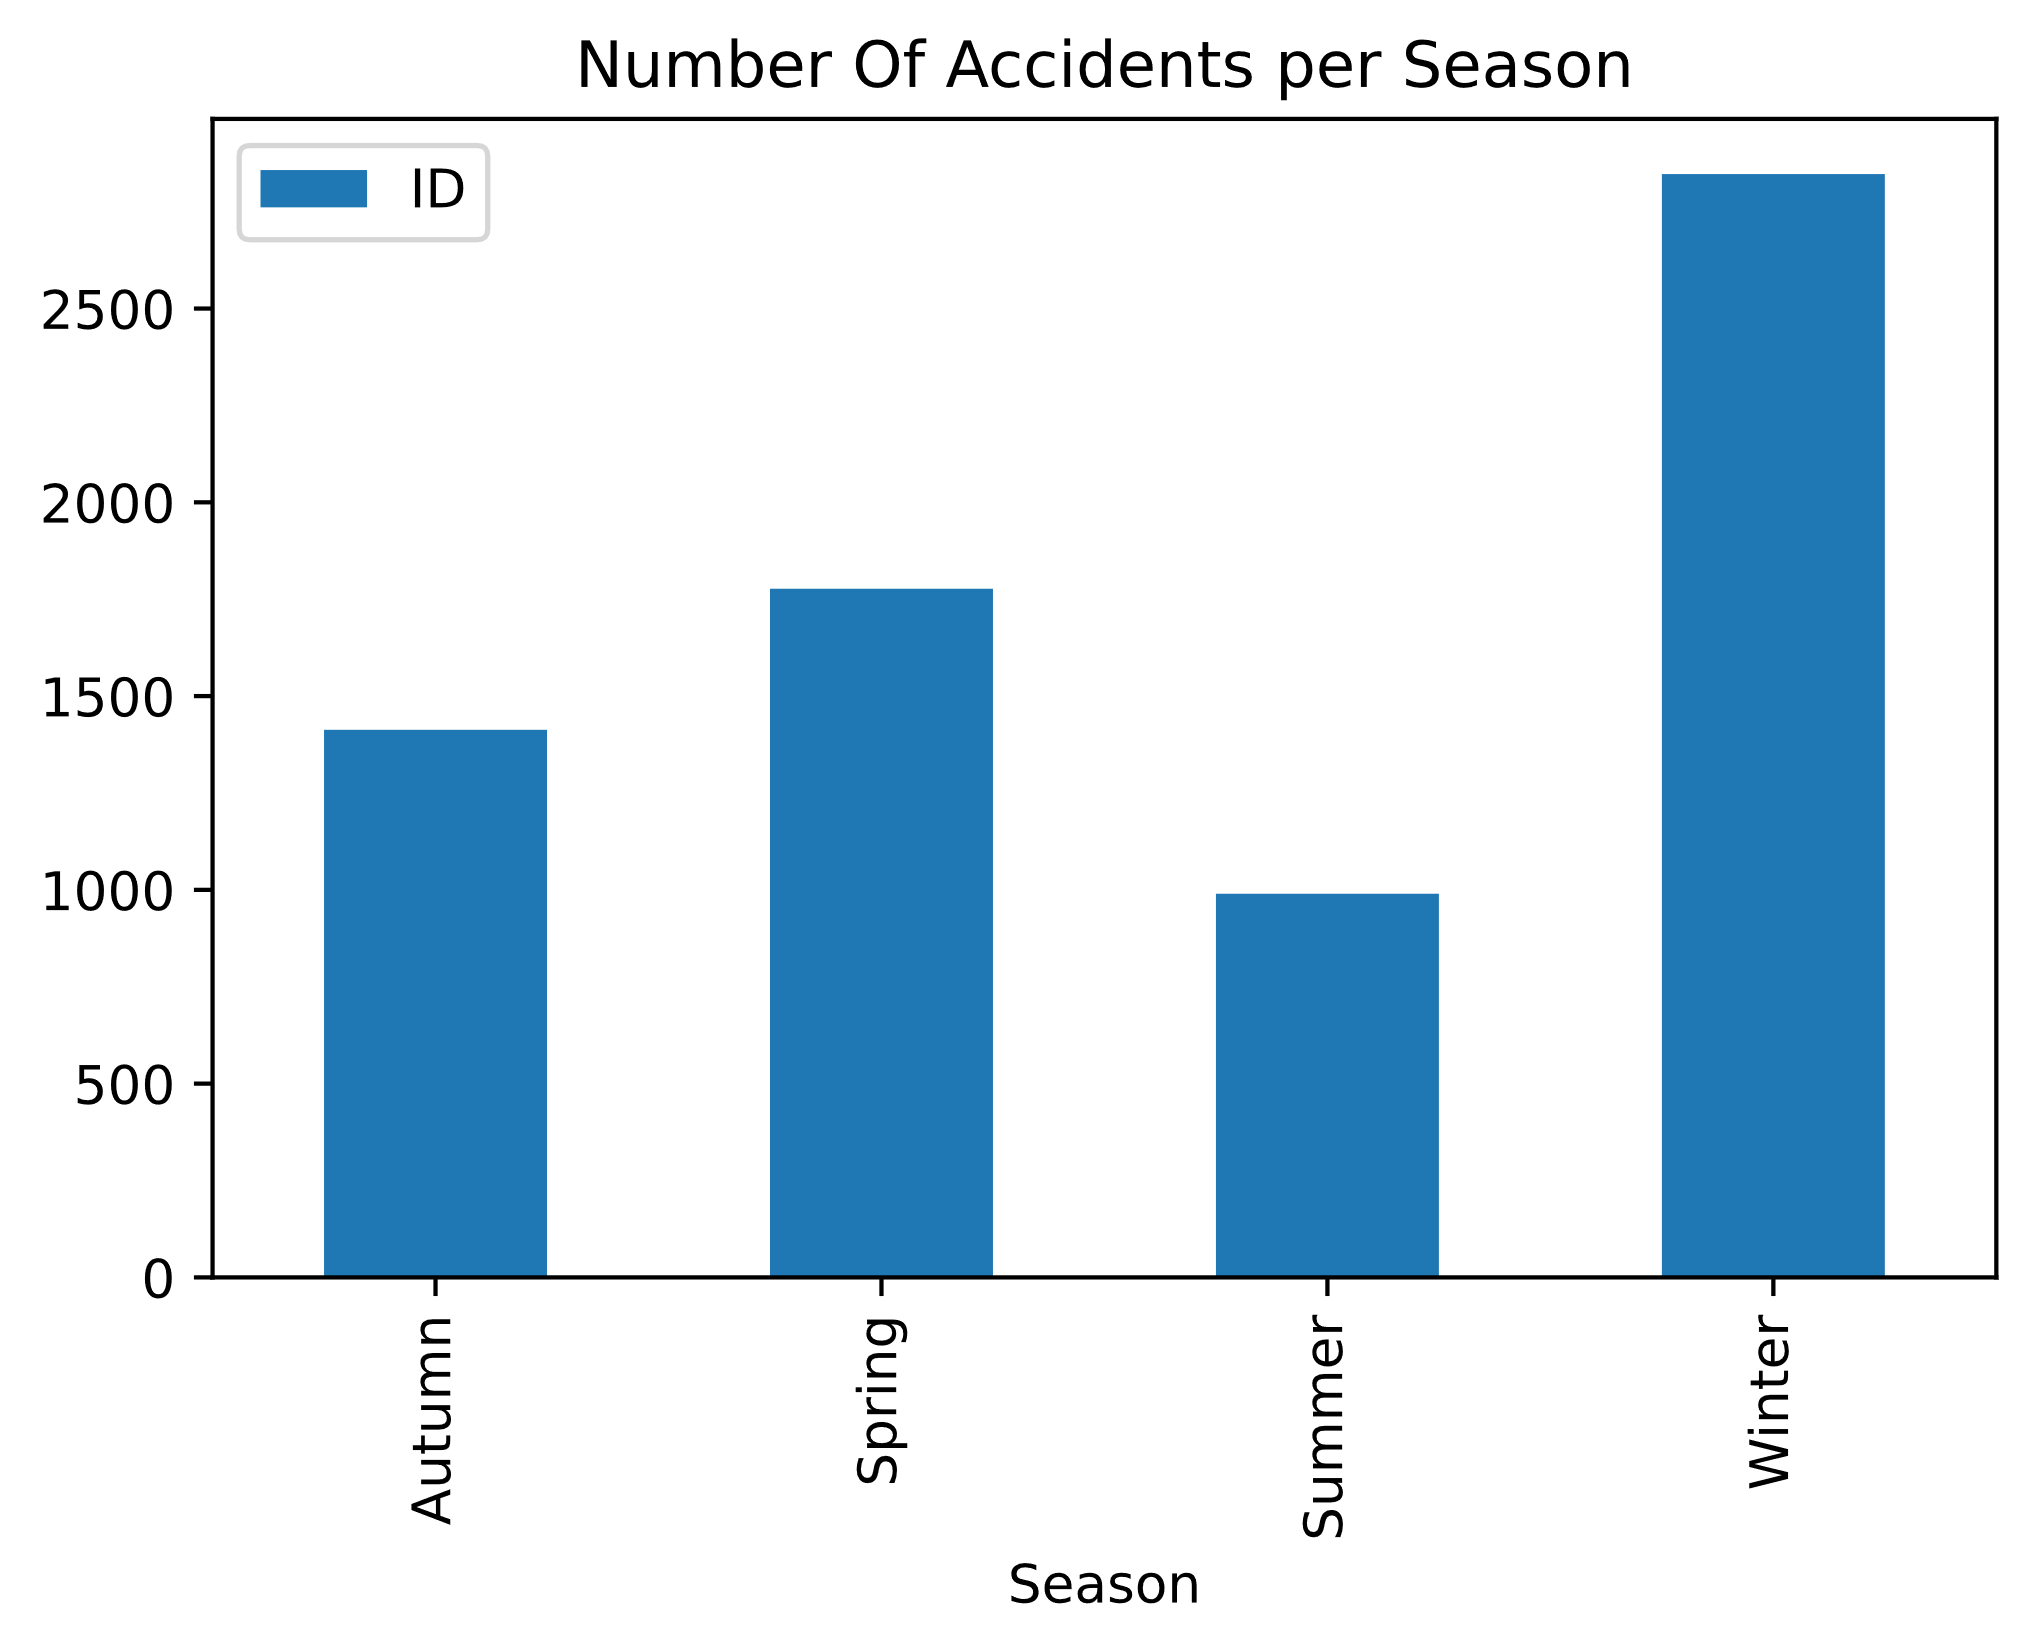 Number Of Accidents per Season
ID
2500
2000
1500
1000
500
0
Autumn
Spring
Summer
Winter
Season